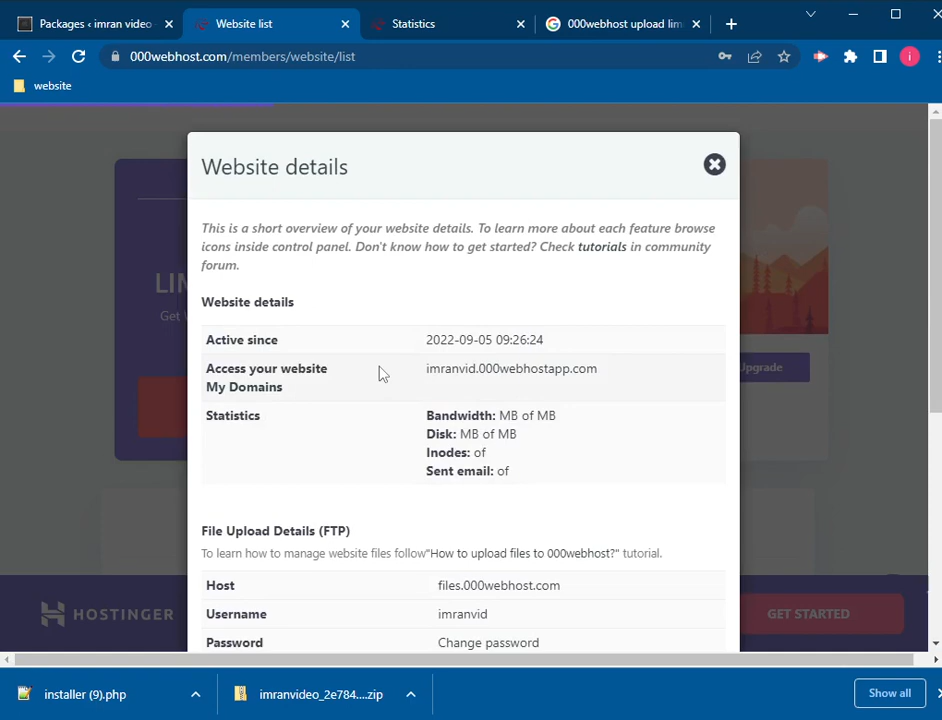 Packages ‹ imran video
Website list
Statistics
000webhost upload lim
000webhost.com/members/website/list
i
website
Website details
This is a short overview of your website details. To learn more about each feature browse
icons inside control panel. Don't know how to get started? Check tutorials in community
forum.
Website details
Active since 2022-09-05 09:26:24
Access your website imranvid.000webhostapp.com
My Domains
Statistics Bandwidth: MB of MB
Disk: MB of MB
Inodes: of
Sent email: of
File Upload Details (FTP)
To learn how to manage website files follow"How to upload files to 000webhost?" tutorial.
Host files.000webhost.com
Username imranvid
Password Change password
LIM
Get W
Upgrade
HOSTINGER
GET STARTED
installer (9).php
imranvideo_2e784....zip
Show all